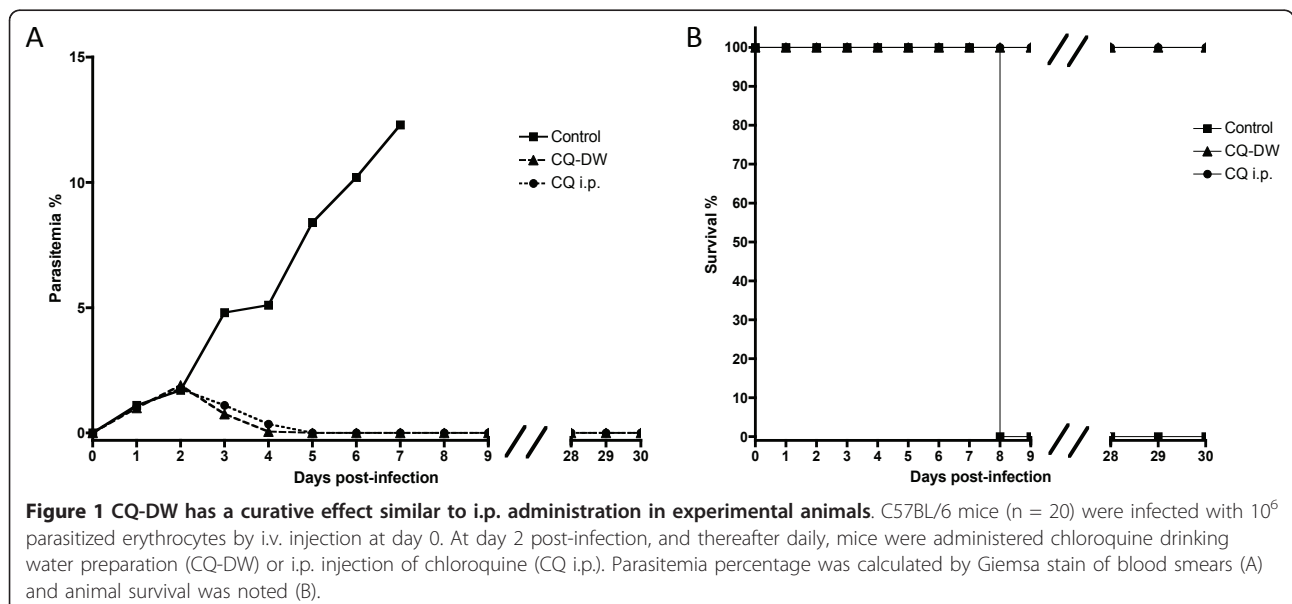 A
15
10
5
0
Parasitemia %
0 1 2 3 4 5 6 7 8 9 28 29 30
Days post-infection
Control
CQ-DW
CQ i.p.
B
100
90
80
70
60
50
40
30
20
10
0
Survival %
0 1 2 3 4 5 6 7 8 9 28 29 30
Days post-infection
Control
CQ-DW
CQ i.p.
Figure 1 CQ-DW has a curative effect similar to i.p. administration in experimental animals. C57BL/6 mice (n = 20) were infected with 10⁶
parasitized erythrocytes by i.v. injection at day 0. At day 2 post-infection, and thereafter daily, mice were administered chloroquine drinking
water preparation (CQ-DW) or i.p. injection of chloroquine (CQ i.p.). Parasitemia percentage was calculated by Giemsa stain of blood smears (A)
and animal survival was noted (B).